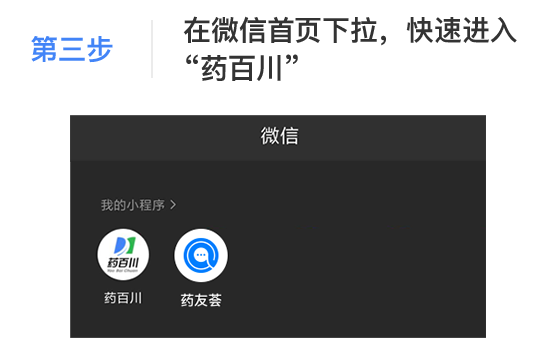 第三步
在微信首页下拉，快速进入
“药百川”
微信
我的小程序 >
药百川
Yao Bai Chuan
药百川
药友荟